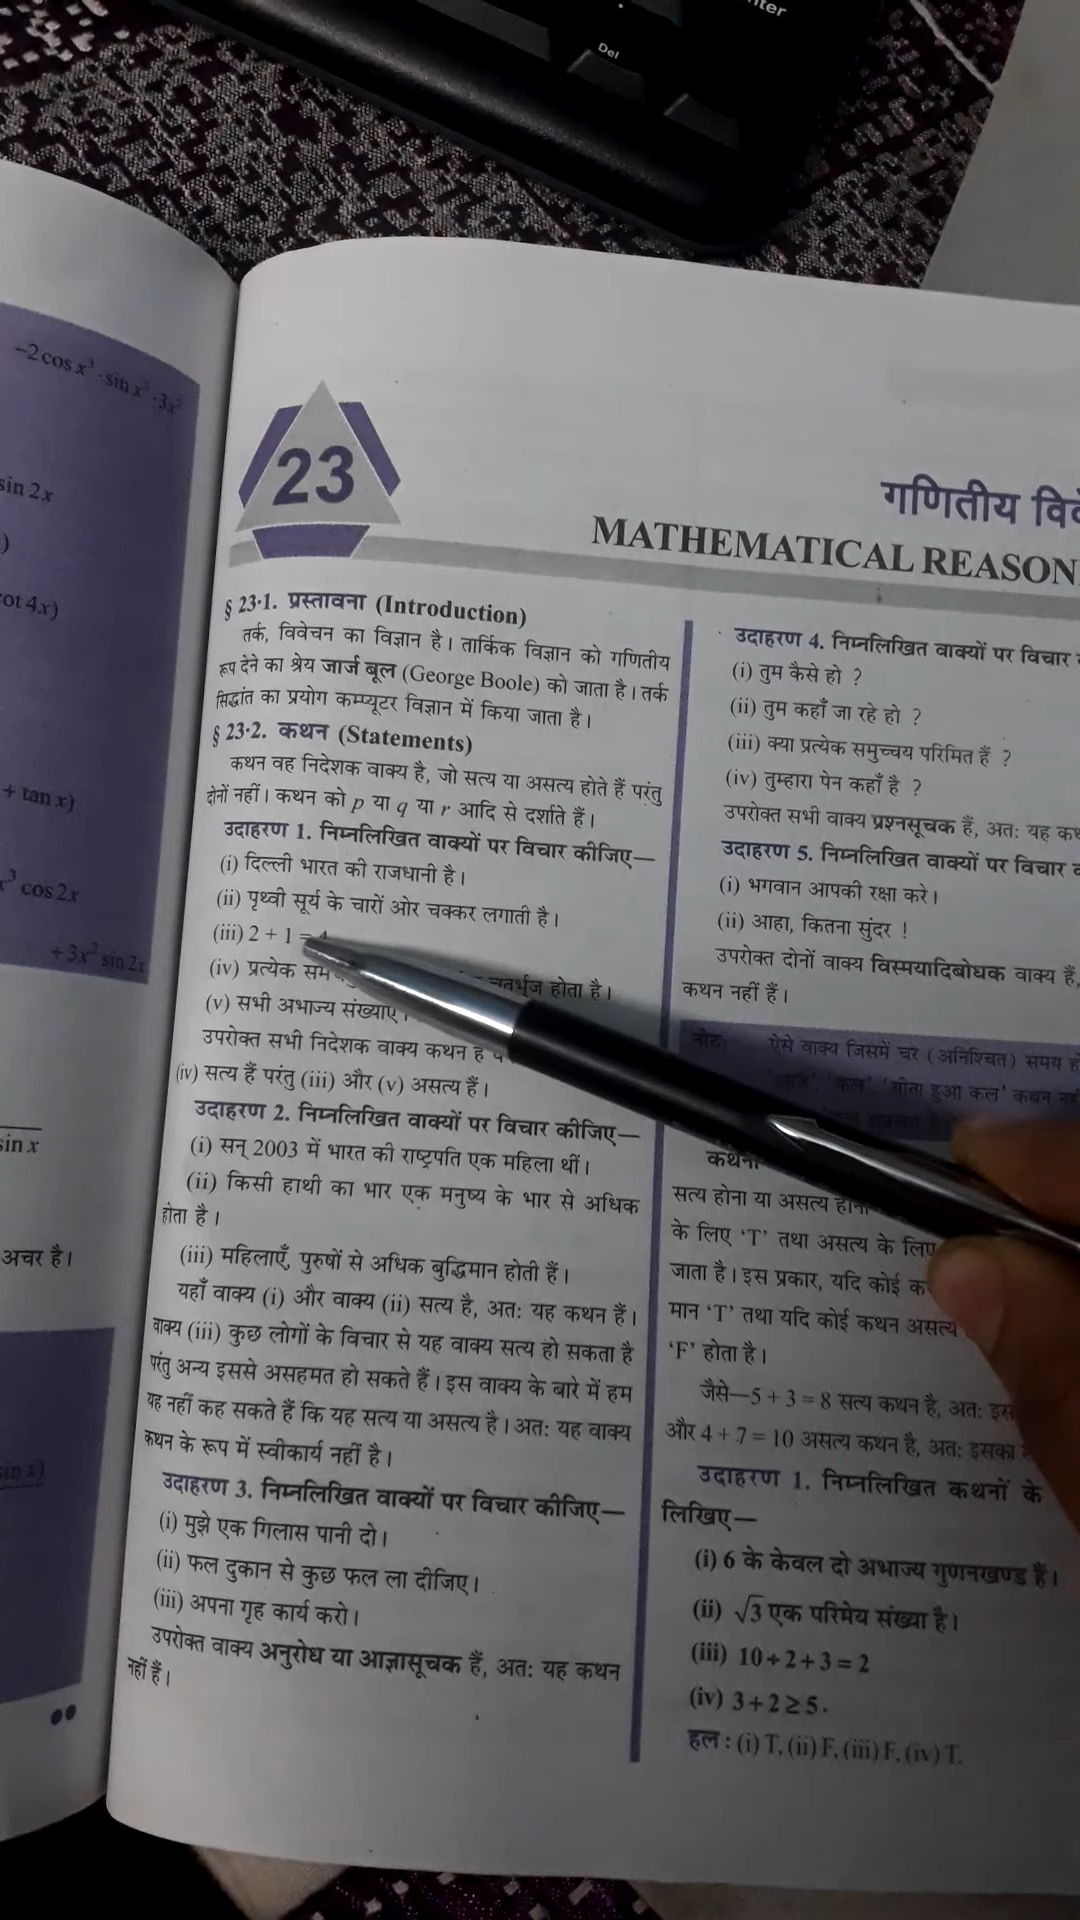 nter
Del
−2 cos x³ · sin x³ · 3x²
sin 2x
)
ot 4x)
+ tan x)
x³ cos 2x
+ 3x² sin 2x
sin x
अचर है।
sin x)
23
गणितीय
MATHEMATICAL REASON
§ 23·1. प्रस्तावना (Introduction)
तर्क, विवेचन का विज्ञान है। तार्किक विज्ञान को गणितीय
रूप देने का श्रेय जार्ज बूल (George Boole) को जाता है। तर्क
सिद्धांत का प्रयोग कम्प्यूटर विज्ञान में किया जाता है।
§ 23·2. कथन (Statements)
कथन वह निदेशक वाक्य है, जो सत्य या असत्य होते हैं परंतु
दोनों नहीं। कथन को p या q या r आदि से दर्शाते हैं।
उदाहरण 1. निम्नलिखित वाक्यों पर विचार कीजिए—
(i) दिल्ली भारत की राजधानी है।
(ii) पृथ्वी सूर्य के चारों ओर चक्कर लगाती है।
(iii) 2 + 1 =
(iv) प्रत्येक चतुर्भुज होता है।
(v) सभी अभाज्य संख्याएँ
उपरोक्त सभी निदेशक वाक्य कथन हैं
(iv) सत्य हैं परंतु (iii) और (v) असत्य हैं।
उदाहरण 2. निम्नलिखित वाक्यों पर विचार कीजिए—
(i) सन् 2003 में भारत की राष्ट्रपति एक महिला थीं।
(ii) किसी हाथी का भार एक मनुष्य के भार से अधिक
होता है।
(iii) महिलाएँ, पुरुषों से अधिक बुद्धिमान होती हैं।
यहाँ वाक्य (i) और वाक्य (ii) सत्य है, अतः यह कथन हैं।
वाक्य (iii) कुछ लोगों के विचार से यह वाक्य सत्य हो सकता है
परंतु अन्य इससे असहमत हो सकते हैं। इस वाक्य के बारे में हम
यह नहीं कह सकते हैं कि यह सत्य या असत्य है। अतः यह वाक्य
कथन के रूप में स्वीकार्य नहीं है।
उदाहरण 3. निम्नलिखित वाक्यों पर विचार कीजिए—
(i) मुझे एक गिलास पानी दो।
(ii) फल दुकान से कुछ फल ला दीजिए।
(iii) अपना गृह कार्य करो।
उपरोक्त वाक्य अनुरोध या आज्ञासूचक हैं, अतः यह कथन
नहीं हैं।
उदाहरण 4. निम्नलिखित वाक्यों पर विचार
(i) तुम कैसे हो ?
(ii) तुम कहाँ जा रहे हो ?
(iii) क्या प्रत्येक समुच्चय परिमित हैं ?
(iv) तुम्हारा पेन कहाँ है ?
उपरोक्त सभी वाक्य प्रश्नसूचक हैं, अतः यह
उदाहरण 5. निम्नलिखित वाक्यों पर विचार
(i) भगवान आपकी रक्षा करे।
(ii) आहा, कितना सुंदर !
उपरोक्त दोनों वाक्य विस्मयादिबोधक वाक्य हैं,
कथन नहीं हैं।
नोट: ऐसे वाक्य जिसमें चर (अनिश्चित) समय
'आज' 'कल', 'बीता हुआ कल' कथन
सत्य होना या असत्य होना
के लिए 'T' तथा असत्य के लिए
जाता है। इस प्रकार, यदि कोई
मान 'T' तथा यदि कोई कथन असत्य
'F' होता है।
जैसे—5 + 3 = 8 सत्य कथन है, अतः
और 4 + 7 = 10 असत्य कथन है, अतः इसका
उदाहरण 1. निम्नलिखित कथनों के
लिखिए—
(i) 6 के केवल दो अभाज्य गुणनखण्ड हैं।
(ii) √3 एक परिमेय संख्या है।
(iii) 10 ÷ 2 + 3 = 2
(iv) 3 + 2 ≥ 5.
हल : (i) T, (ii) F, (iii) F, (iv) T.